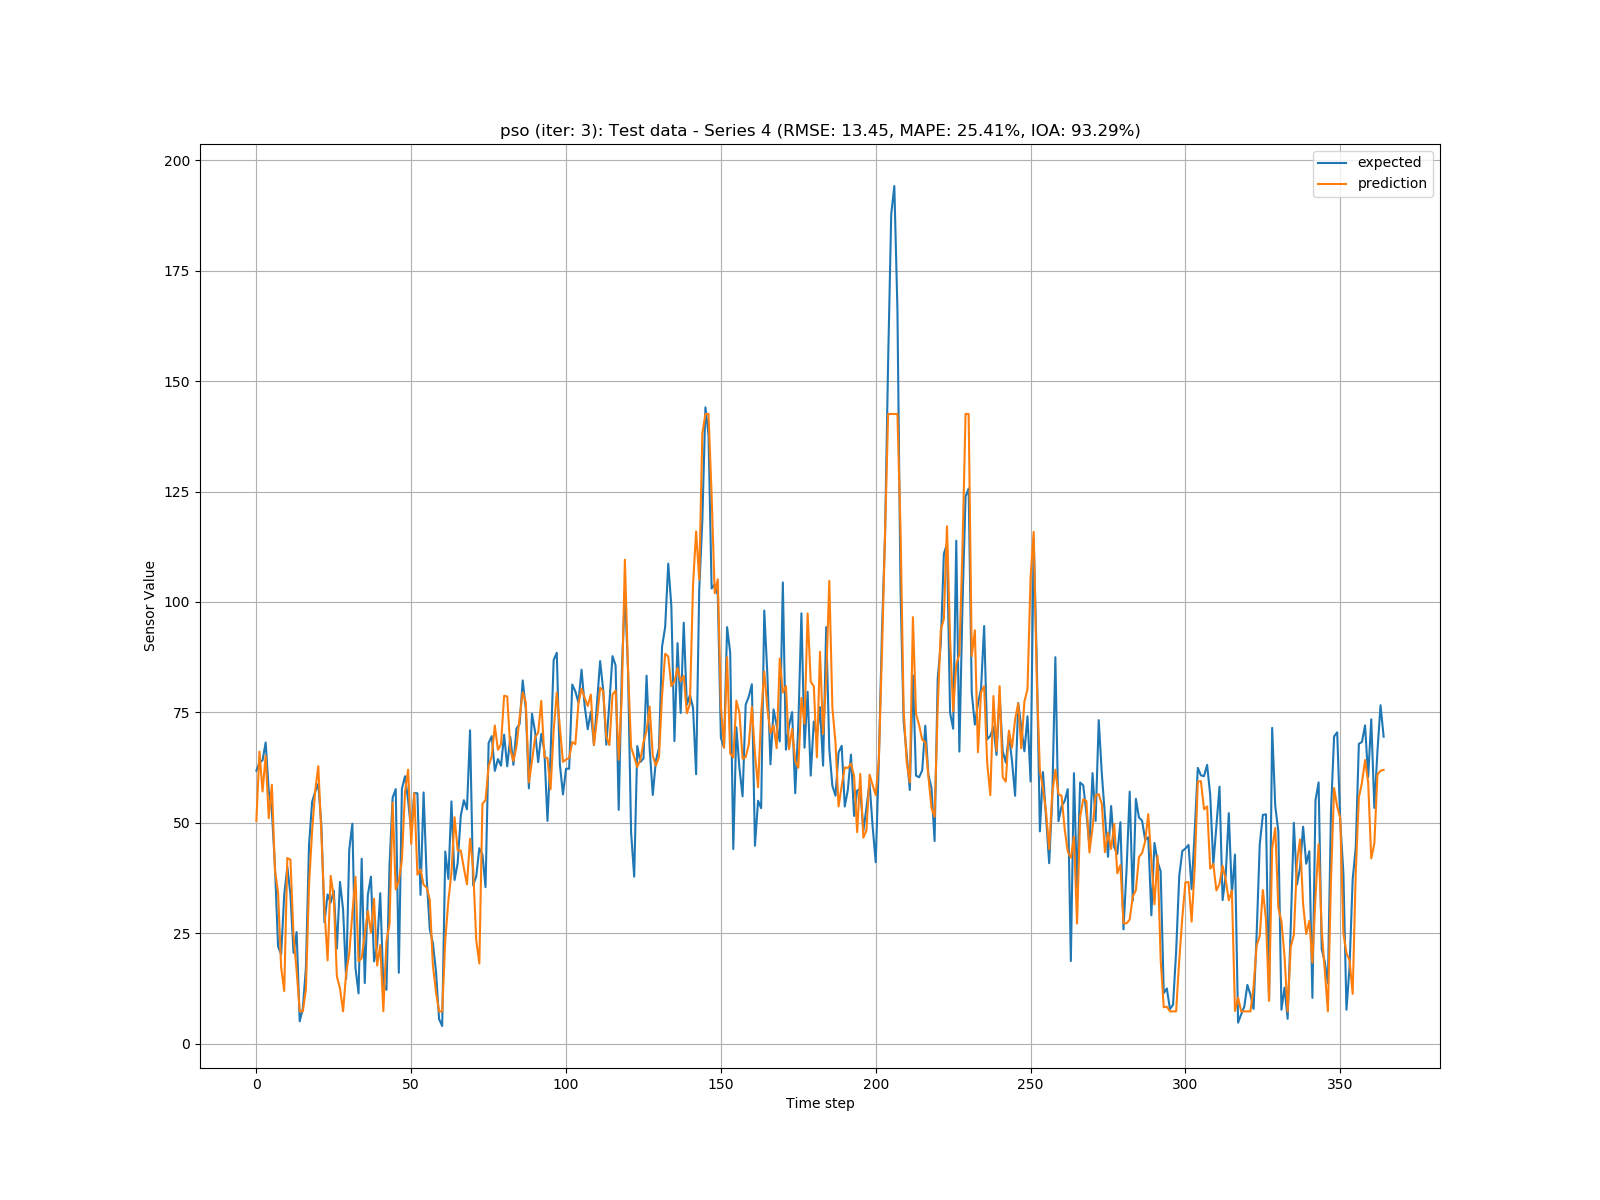 pso (iter: 3): Test data - Series 4 (RMSE: 13.45, MAPE: 25.41%, IOA: 93.29%)
expected
prediction
200
175
150
125
100
75
50
25
0
Sensor Value
0 50 100 150 200 250 300 350
Time step